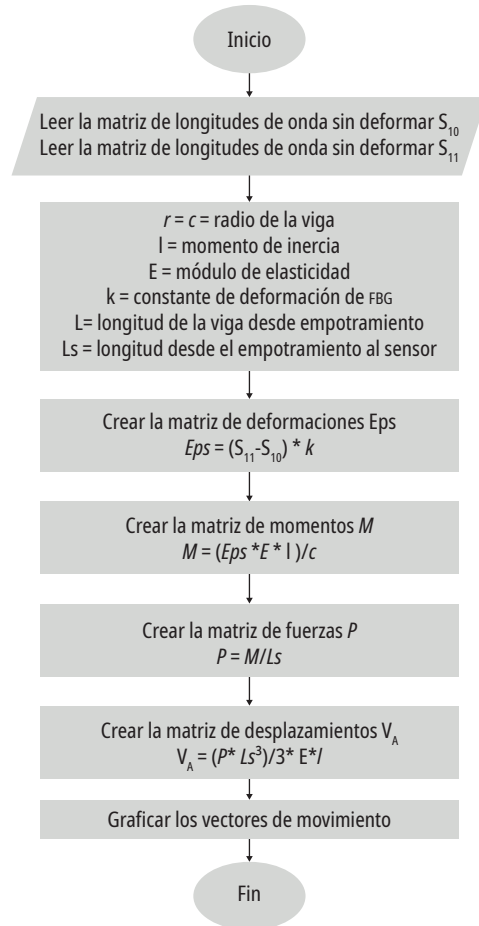 Inicio
Leer la matriz de longitudes de onda sin deformar S₁₀
Leer la matriz de longitudes de onda sin deformar S₁₁
r = c = radio de la viga
l = momento de inercia
E = módulo de elasticidad
k = constante de deformación de FBG
L= longitud de la viga desde empotramiento
Ls = longitud desde el empotramiento al sensor
Crear la matriz de deformaciones Eps
Eps = (S₁₁-S₁₀) * k
Crear la matriz de momentos M
M = (Eps *E * l )/c
Crear la matriz de fuerzas P
P = M/Ls
Crear la matriz de desplazamientos V_A
V_A = (P* Ls³)/3* E*l
Graficar los vectores de movimiento
Fin